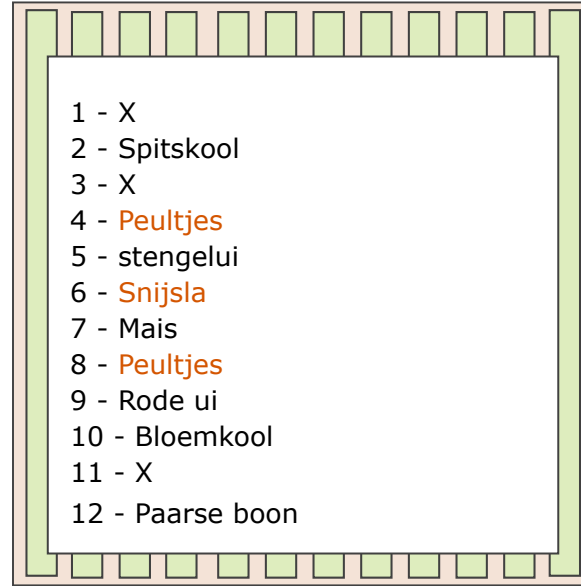 1 - X
2 - Spitskool
3 - X
4 - Peultjes
5 - stengelui
6 - Snijsla
7 - Mais
8 - Peultjes
9 - Rode ui
10 - Bloemkool
11 - X
12 - Paarse boon